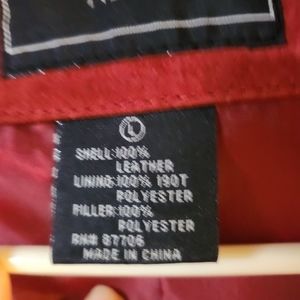 L
SHELL:100%
LEATHER
LINING:100% 190T
POLYESTER
FILLER:100%
POLYESTER
RN# 87706
MADE IN CHINA